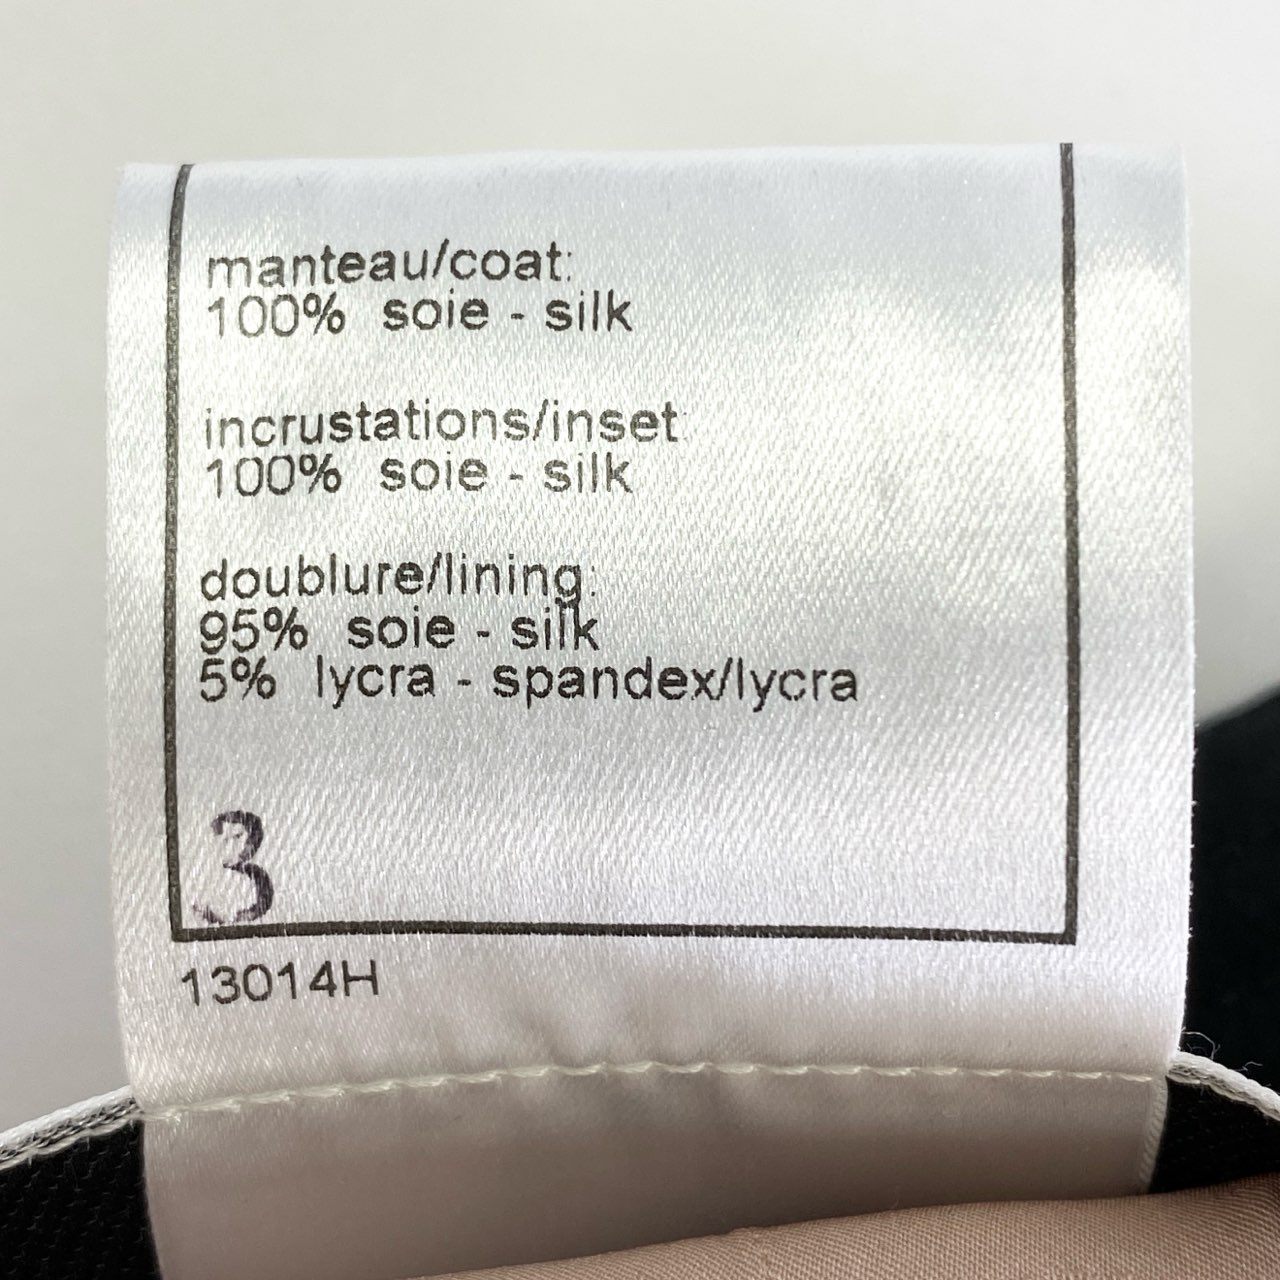 manteau/coat:
100% soie - silk
incrustations/inset:
100% soie - silk
doublure/lining:
95% soie - silk
5% lycra - spandex/lycra
3
13014H